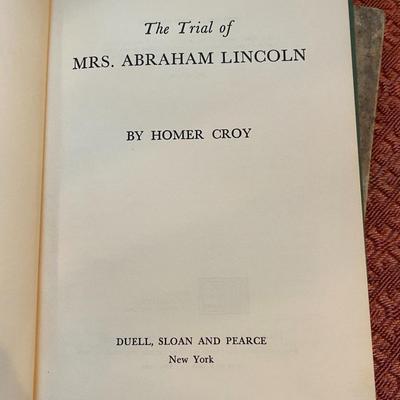 The Trial of
MRS. ABRAHAM LINCOLN
BY HOMER CROY
DUELL, SLOAN AND PEARCE
New York